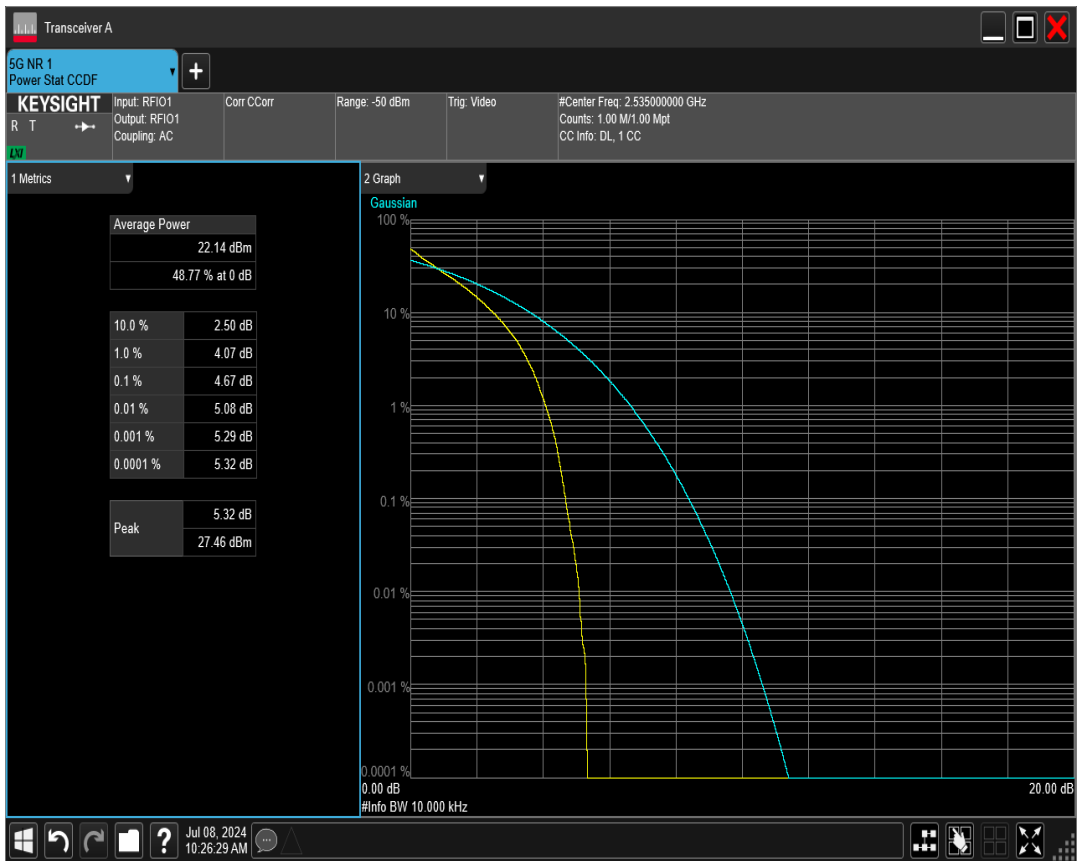 Transceiver A
5G NR 1
Power Stat CCDF
KEYSIGHT
R T
LXI
Input: RFIO1
Output: RFIO1
Coupling: AC
Corr CCorr
Range: -50 dBm
Trig: Video
#Center Freq: 2.535000000 GHz
Counts: 1.00 M/1.00 Mpt
CC Info: DL, 1 CC
1 Metrics
Average Power
22.14 dBm
48.77 % at 0 dB
10.0 % 2.50 dB
1.0 % 4.07 dB
0.1 % 4.67 dB
0.01 % 5.08 dB
0.001 % 5.29 dB
0.0001 % 5.32 dB
Peak
5.32 dB
27.46 dBm
2 Graph
Gaussian
100 %
10 %
1 %
0.1 %
0.01 %
0.001 %
0.0001 %
0.00 dB 20.00 dB
#Info BW 10.000 kHz
Jul 08, 2024
10:26:29 AM